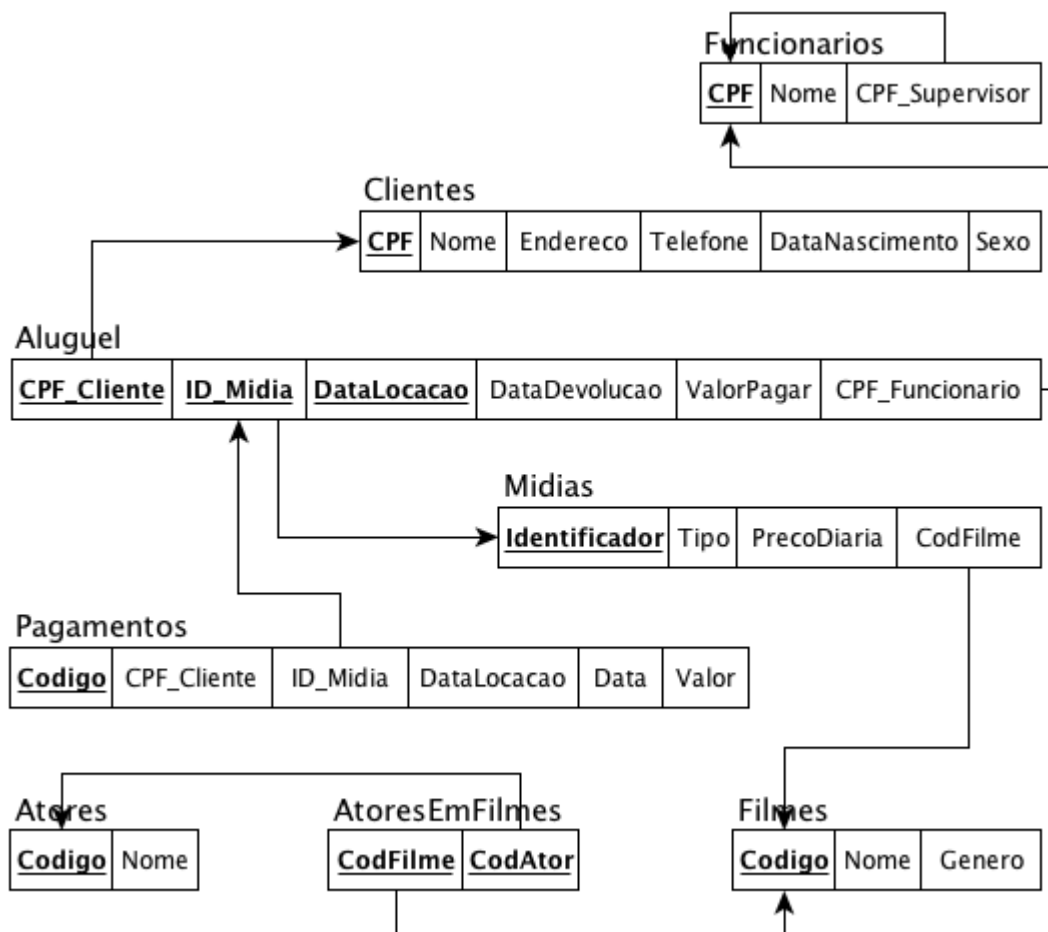 Funcionarios
CPF Nome CPF_Supervisor
Clientes
CPF Nome Endereco Telefone DataNascimento Sexo
Aluguel
CPF_Cliente ID_Midia DataLocacao DataDevolucao ValorPagar CPF_Funcionario
Midias
Identificador Tipo PrecoDiaria CodFilme
Pagamentos
Codigo CPF_Cliente ID_Midia DataLocacao Data Valor
Atores AtoresEmFilmes Filmes
Codigo Nome CodFilme CodAtor Codigo Nome Genero